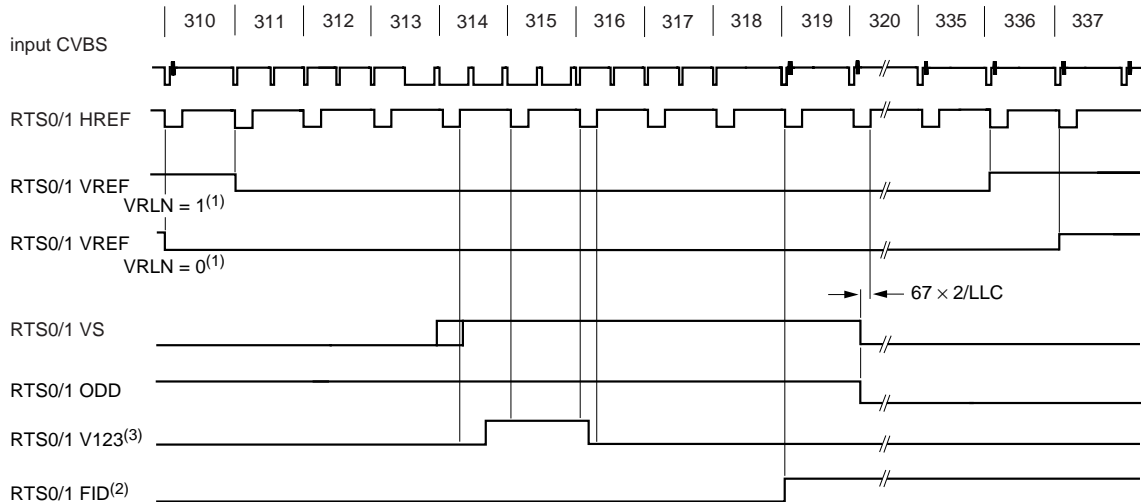 310 311 312 313 314 315 316 317 318 319 320 335 336 337
input CVBS
RTS0/1 HREF
RTS0/1 VREF
VRLN = 1(1)
RTS0/1 VREF
VRLN = 0(1)
67 × 2/LLC
RTS0/1 VS
RTS0/1 ODD
RTS0/1 V123(3)
RTS0/1 FID(2)